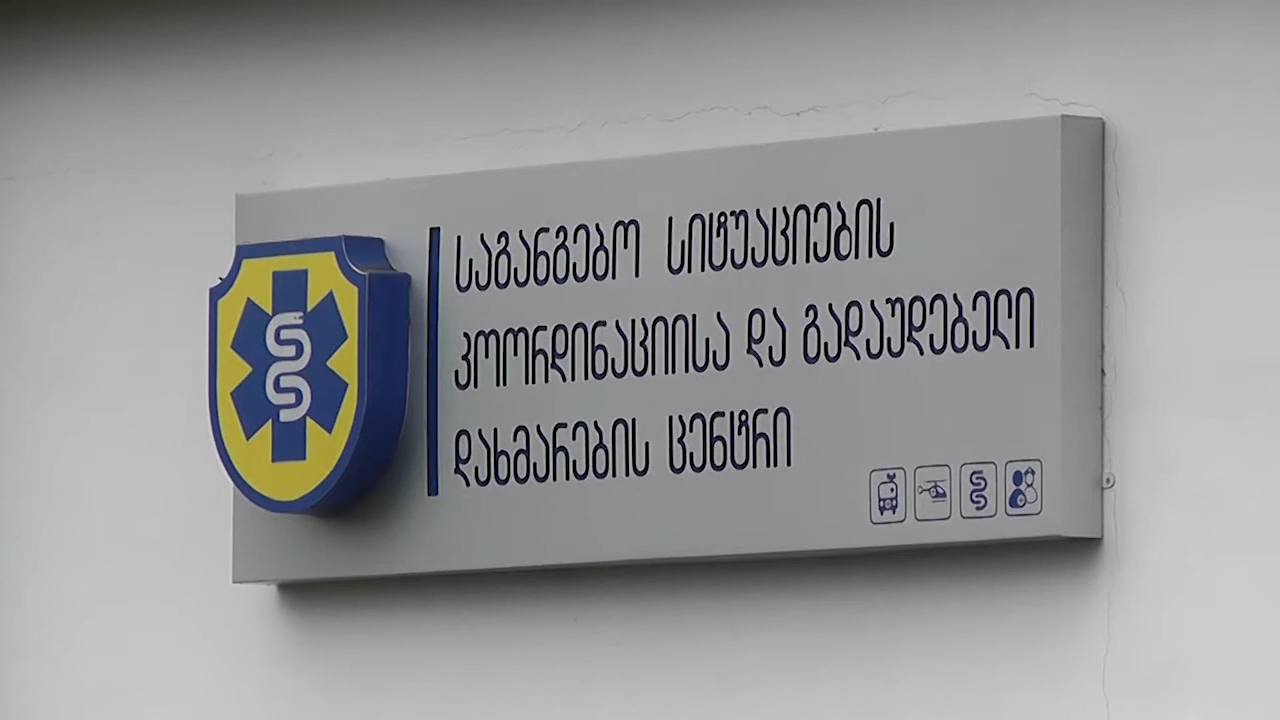 საგანგებო სიტუაციების
კოორდინაციისა და გადაუდებელი
დახმარების ცენტრი